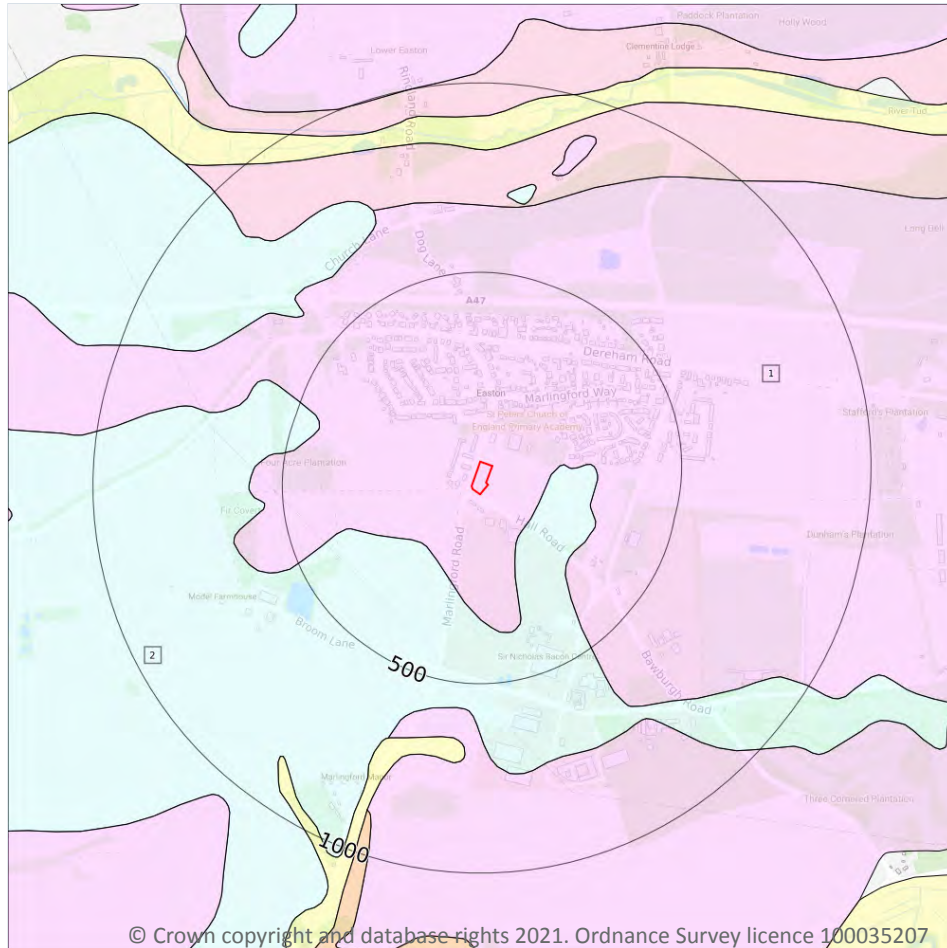 Paddock Plantation
Holly Wood
Clementine Lodge
Lower Easton
Ringland Road
River Tud
Church Lane
Dog Lane
Long Belt
A47
Dereham Road
1
Easton
Marlingford Way
St Peters Church of
England Primary Academy
Four Acre Plantation
Fir Covert
Hall Road
Dunham's Plantation
Marlingford Road
Model Farmhouse
Broom Lane
2
500
Sir Nicholas Bacon Centre
Bawburgh Road
Marlingford Manor
Three Cornered Plantation
1000
© Crown copyright and database rights 2021. Ordnance Survey licence 100035207